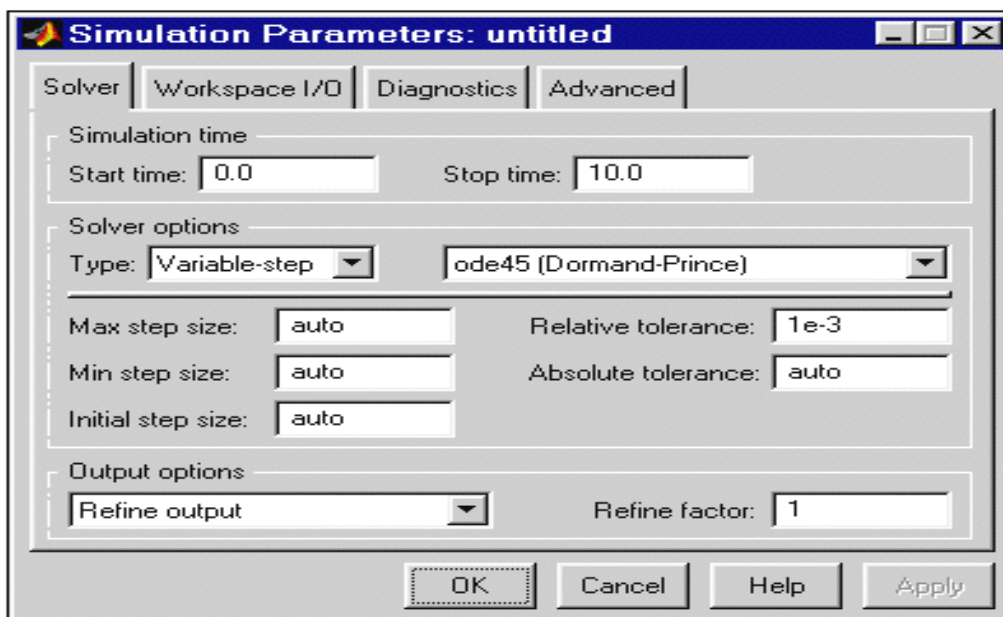 Simulation Parameters: untitled
Solver Workspace I/O Diagnostics Advanced
Simulation time
Start time: 0.0 Stop time: 10.0
Solver options
Type: Variable-step ode45 (Dormand-Prince)
Max step size: auto Relative tolerance: 1e-3
Min step size: auto Absolute tolerance: auto
Initial step size: auto
Output options
Refine output Refine factor: 1
OK Cancel Help Apply